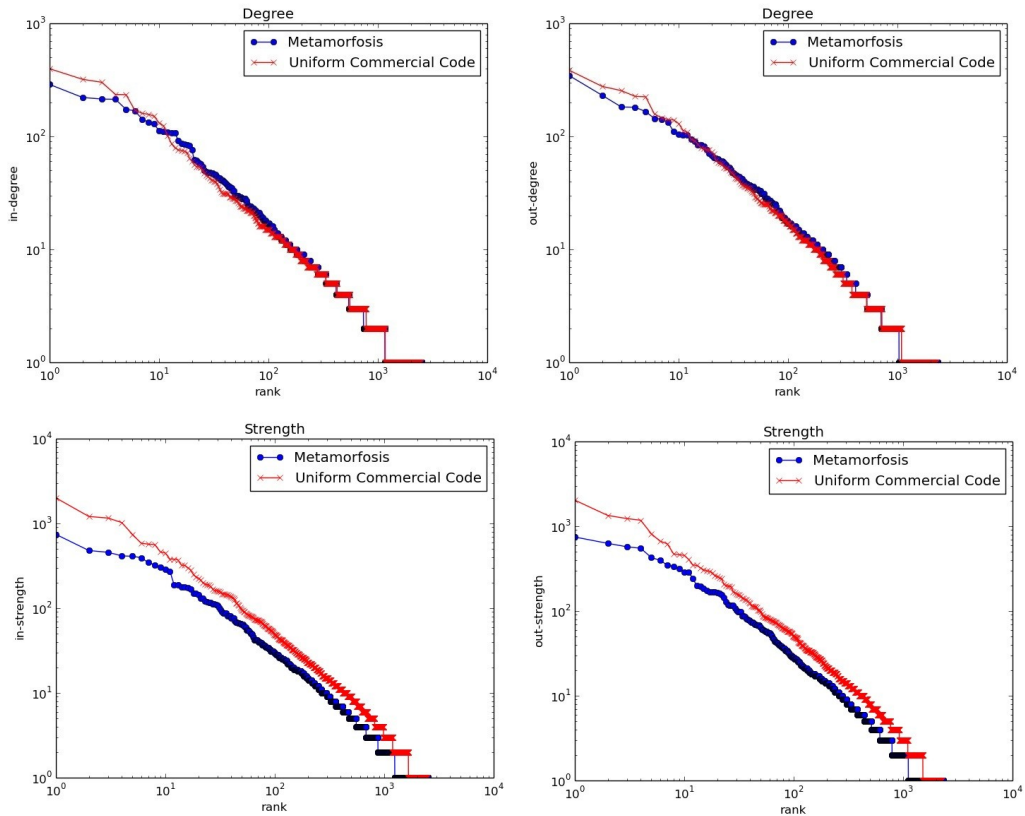 Degree
10^3
10^2
10^1
10^0
in-degree
Metamorfosis
Uniform Commercial Code
10^0 10^1 10^2 10^3 10^4
rank
Degree
10^3
10^2
10^1
10^0
out-degree
Metamorfosis
Uniform Commercial Code
10^0 10^1 10^2 10^3 10^4
rank
Strength
10^4
10^3
10^2
10^1
10^0
in-strength
Metamorfosis
Uniform Commercial Code
10^0 10^1 10^2 10^3 10^4
rank
Strength
10^4
10^3
10^2
10^1
10^0
out-strength
Metamorfosis
Uniform Commercial Code
10^0 10^1 10^2 10^3 10^4
rank